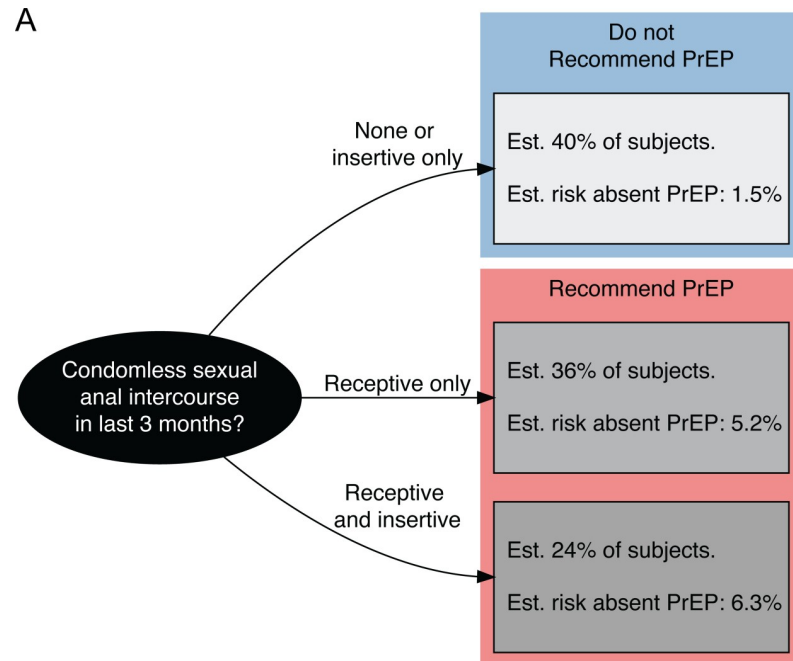 A
Do not
Recommend PrEP
None or
insertive only
Est. 40% of subjects.
Est. risk absent PrEP: 1.5%
Recommend PrEP
Condomless sexual
anal intercourse
in last 3 months?
Receptive only
Est. 36% of subjects.
Est. risk absent PrEP: 5.2%
Receptive
and insertive
Est. 24% of subjects.
Est. risk absent PrEP: 6.3%